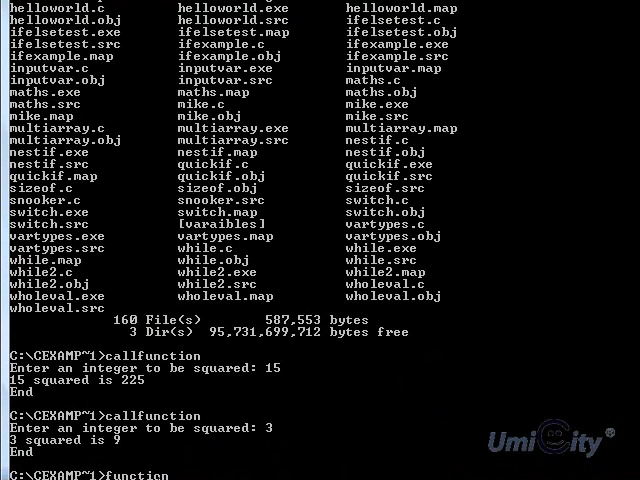 helloworld.c helloworld.exe helloworld.map
helloworld.obj helloworld.src ifelsetest.c
ifelsetest.exe ifelsetest.map ifelsetest.obj
ifelsetest.src ifexample.c ifexample.exe
ifexample.map ifexample.obj ifexample.src
inputvar.c inputvar.exe inputvar.map
inputvar.obj inputvar.src maths.c
maths.exe maths.map maths.obj
maths.src mike.c mike.exe
mike.map mike.obj mike.src
multiarray.c multiarray.exe multiarray.map
multiarray.obj multiarray.src nestif.c
nestif.exe nestif.map nestif.obj
nestif.src quickif.c quickif.exe
quickif.map quickif.obj quickif.src
sizeof.c sizeof.obj sizeof.src
snooker.c snooker.src switch.c
switch.exe switch.map switch.obj
switch.src [varaibles] vartypes.c
vartypes.exe vartypes.map vartypes.obj
vartypes.src while.c while.exe
while.map while.obj while.src
while2.c while2.exe while2.map
while2.obj while2.src wholeval.c
wholeval.exe wholeval.map wholeval.obj
wholeval.src
160 File(s) 587,553 bytes
3 Dir(s) 95,731,699,712 bytes free
C:\CEXAMP~1>callfunction
Enter an integer to be squared: 15
15 squared is 225
End
C:\CEXAMP~1>callfunction
Enter an integer to be squared: 3
3 squared is 9
End
UmiCity®
C:\CEXAMP~1>function